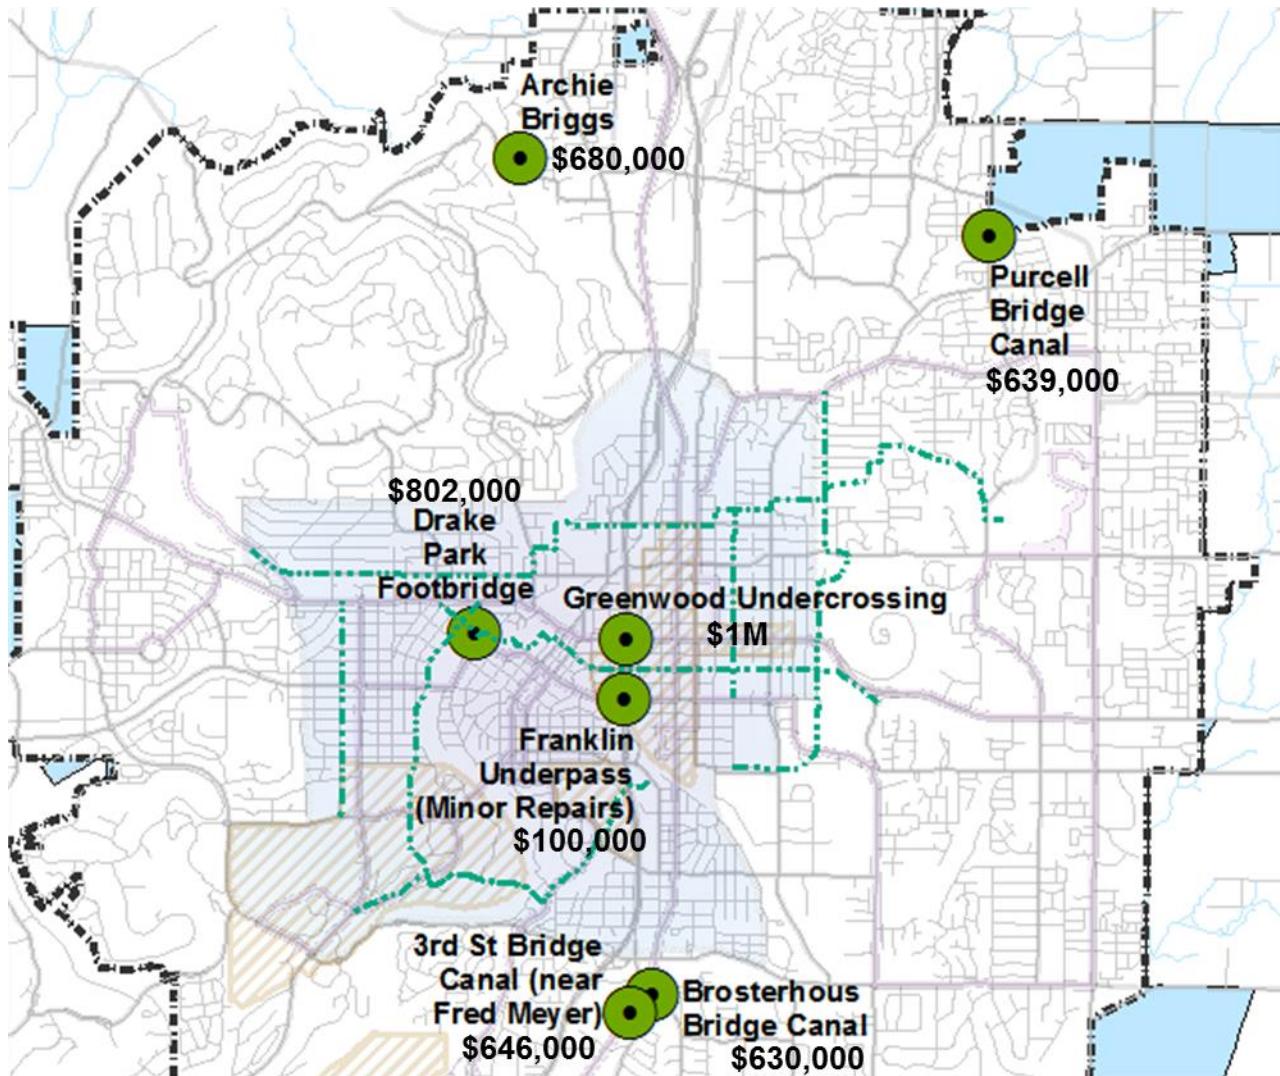 Archie
Briggs
$680,000
Purcell
Bridge
Canal
$639,000
$802,000
Drake
Park
Footbridge
Greenwood Undercrossing
$1M
Franklin
Underpass
(Minor Repairs)
$100,000
3rd St Bridge
Canal (near
Fred Meyer)
$646,000
Brosterhous
Bridge Canal
$630,000